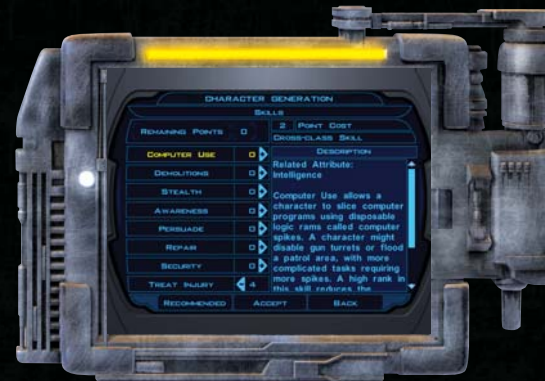 CHARACTER GENERATION
SKILLS
REMAINING POINTS 0
2 POINT COST
CROSS-CLASS SKILL
COMPUTER USE 0
DEMOLITIONS 0
STEALTH 0
AWARENESS 0
PERSUADE 0
REPAIR 0
SECURITY 0
TREAT INJURY 4
DESCRIPTION
Related Attribute:
Intelligence
Computer Use allows a
character to slice computer
programs using disposable
logic rams called computer
spikes. A character might
disable gun turrets or flood
a patrol area, with more
complicated tasks requiring
more spikes. A high rank in
this skill reduces the
RECOMMENDED ACCEPT BACK